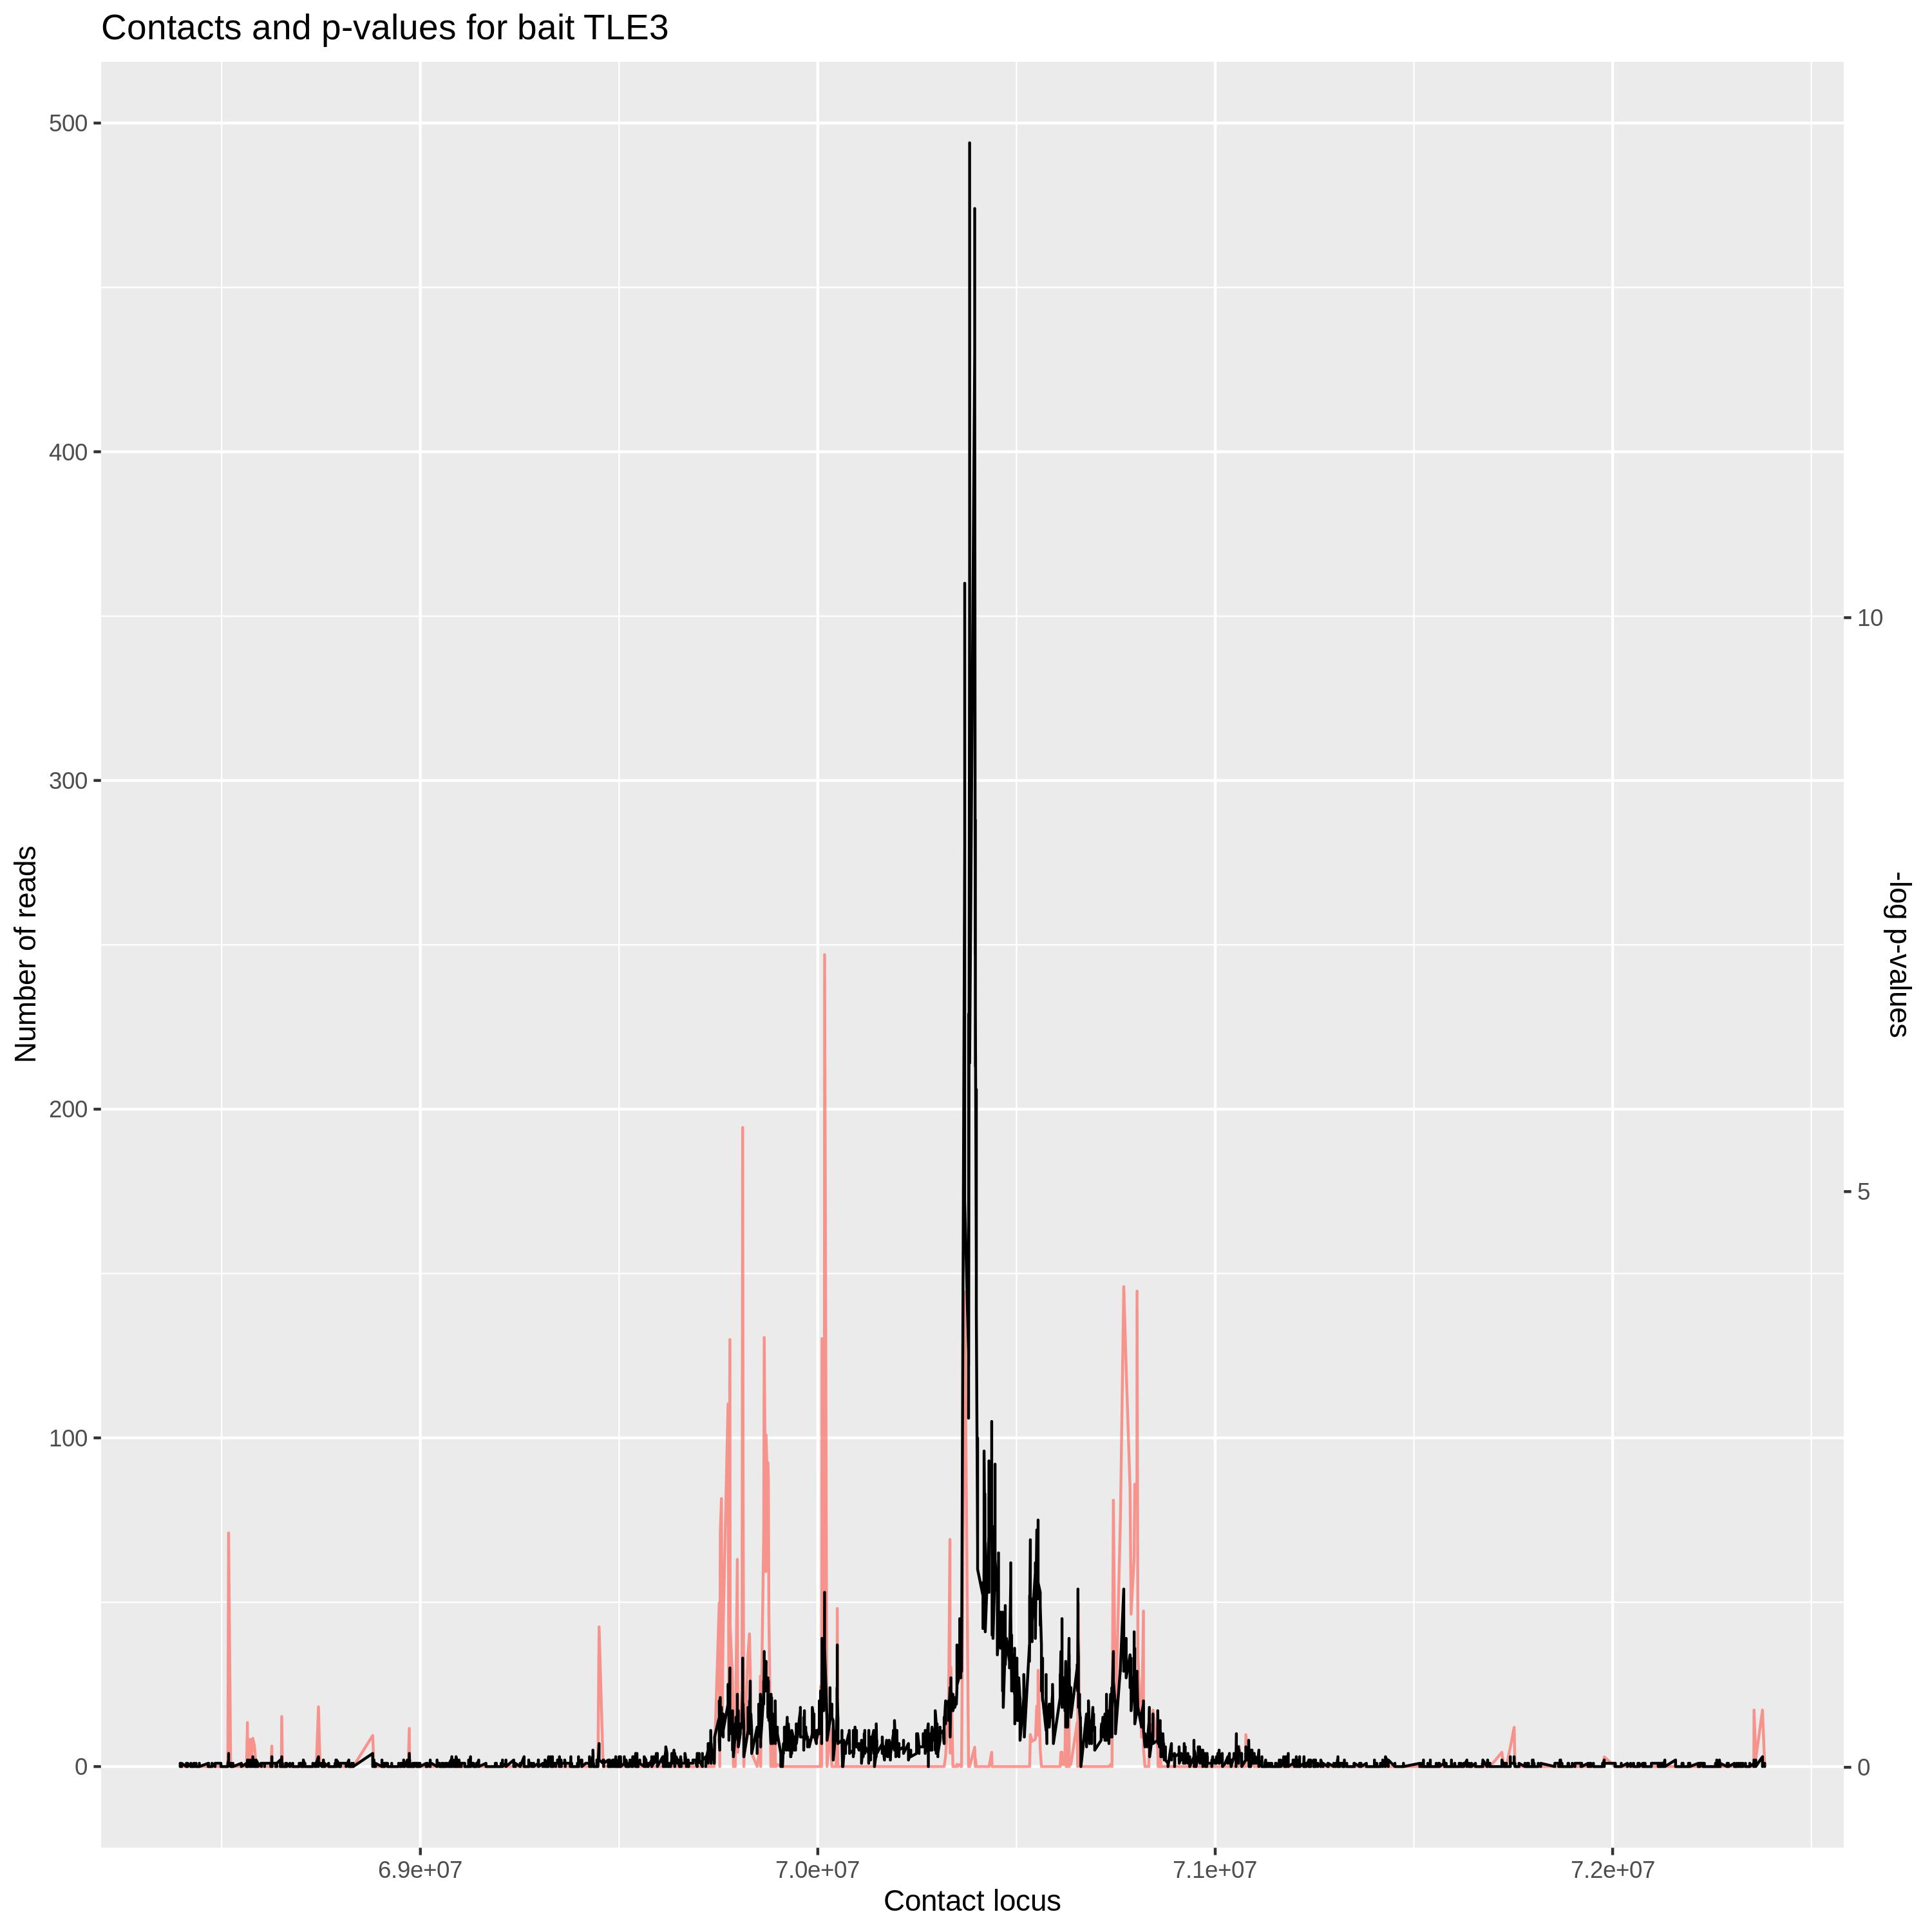 Contacts and p-values for bait TLE3
500
400
300
200
100
0
10
5
0
Number of reads
-log p-values
6.9e+07
7.0e+07
7.1e+07
7.2e+07
Contact locus